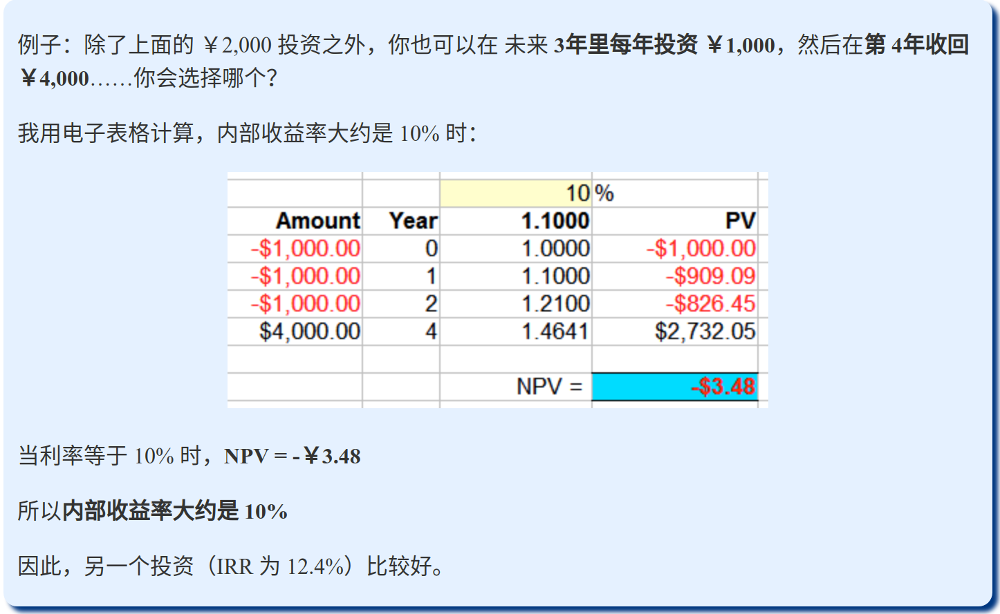 例子：除了上面的 ￥2,000 投资之外，你也可以在 未来 3年里每年投资 ￥1,000，然后在第 4年收回
￥4,000……你会选择哪个？
我用电子表格计算，内部收益率大约是 10% 时：
10 %
Amount Year 1.1000 PV
-$1,000.00 0 1.0000 -$1,000.00
-$1,000.00 1 1.1000 -$909.09
-$1,000.00 2 1.2100 -$826.45
$4,000.00 4 1.4641 $2,732.05
NPV = -$3.48
当利率等于 10% 时，NPV = -￥3.48
所以内部收益率大约是 10%
因此，另一个投资（IRR 为 12.4%）比较好。